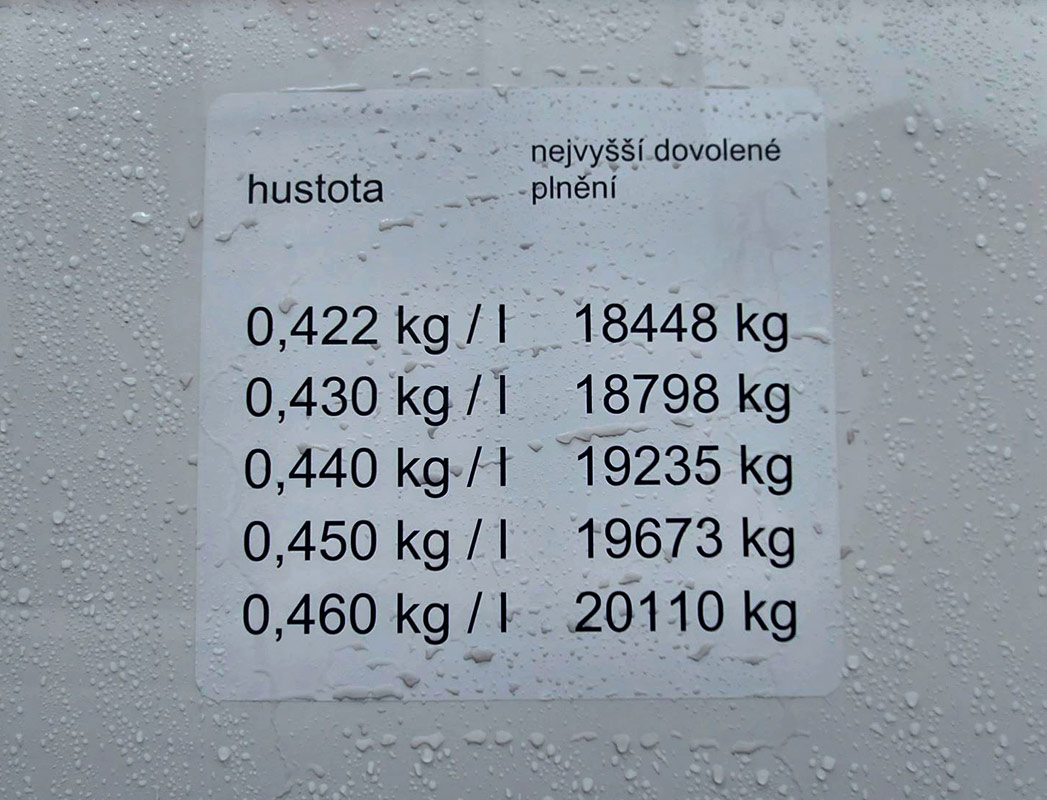 hustota nejvyšší dovolené
plnění
0,422 kg / l 18448 kg
0,430 kg / l 18798 kg
0,440 kg / l 19235 kg
0,450 kg / l 19673 kg
0,460 kg / l 20110 kg